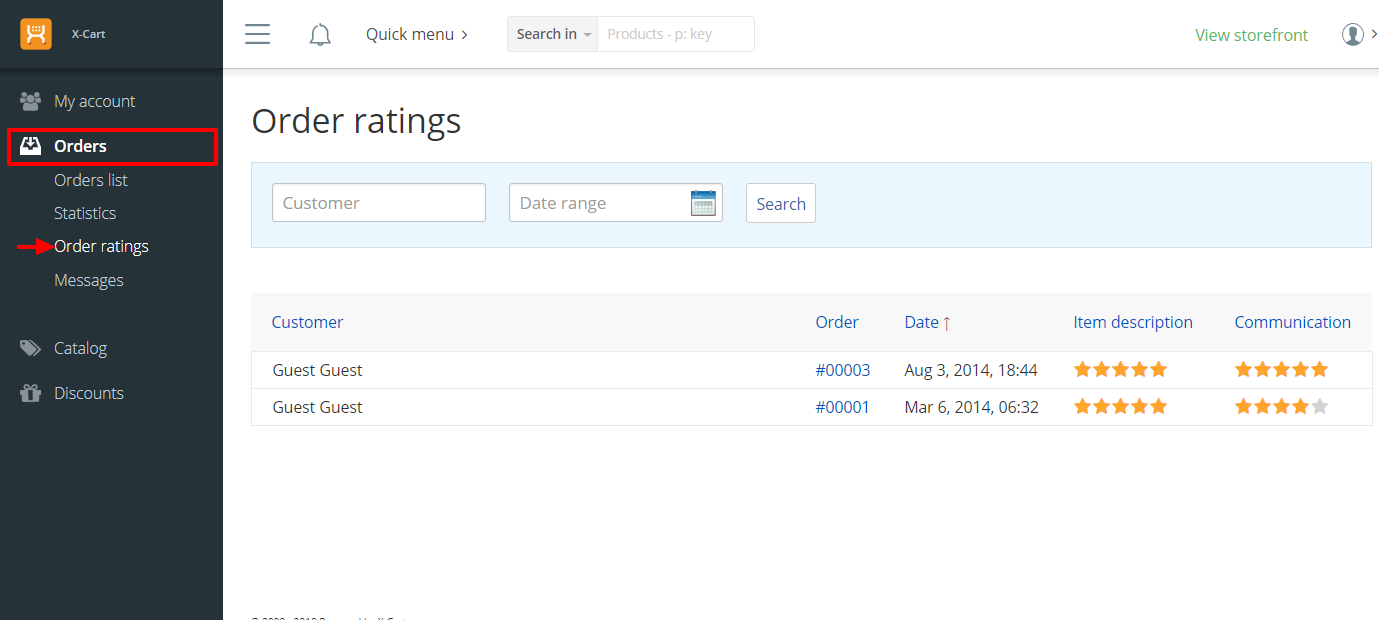 X-Cart
Quick menu
Search in
Products - p: key
View storefront
My account
Orders
Orders list
Statistics
Order ratings
Messages
Catalog
Discounts
Order ratings
Customer
Date range
Search
Customer Order Date ↑ Item description Communication
Guest Guest #00003 Aug 3, 2014, 18:44
Guest Guest #00001 Mar 6, 2014, 06:32